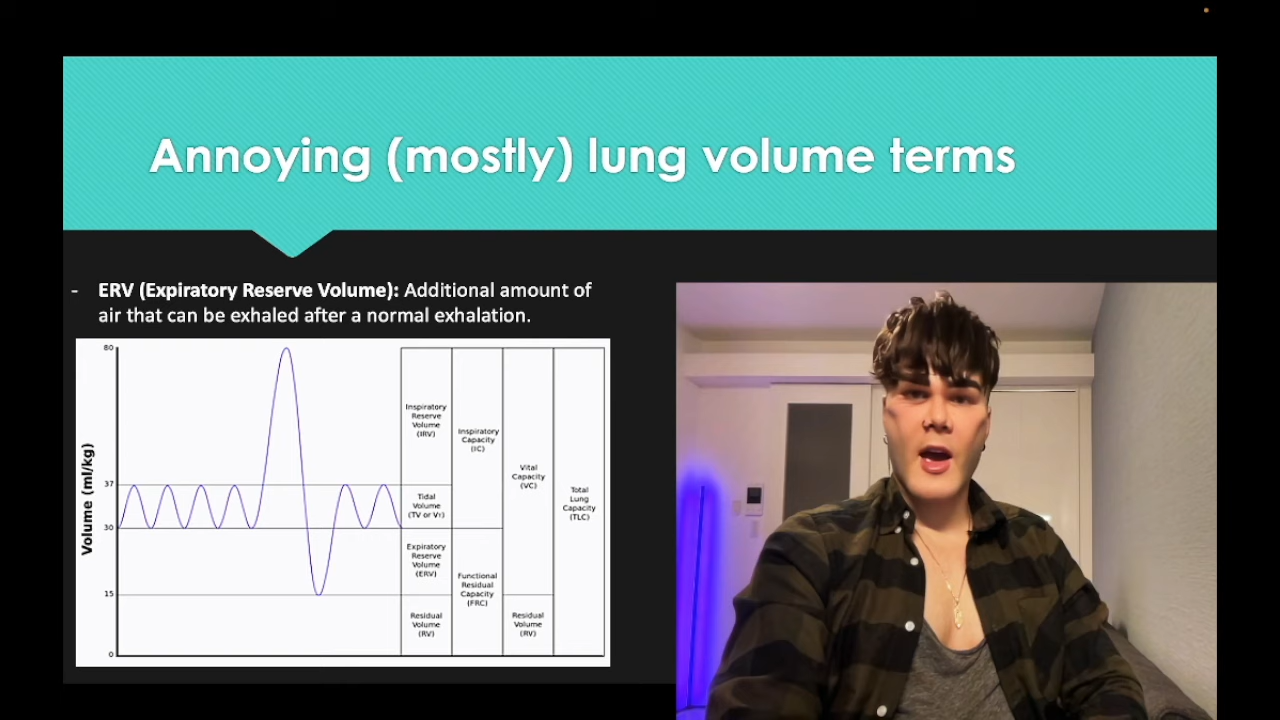 Annoying (mostly) lung volume terms
- ERV (Expiratory Reserve Volume): Additional amount of
air that can be exhaled after a normal exhalation.
Volume (ml/kg)
80
37
30
15
0
Inspiratory
Reserve
Volume
(IRV)
Tidal
Volume
(TV or VT)
Expiratory
Reserve
Volume
(ERV)
Residual
Volume
(RV)
Inspiratory
Capacity
(IC)
Functional
Residual
Capacity
(FRC)
Vital
Capacity
(VC)
Residual
Volume
(RV)
Total
Lung
Capacity
(TLC)